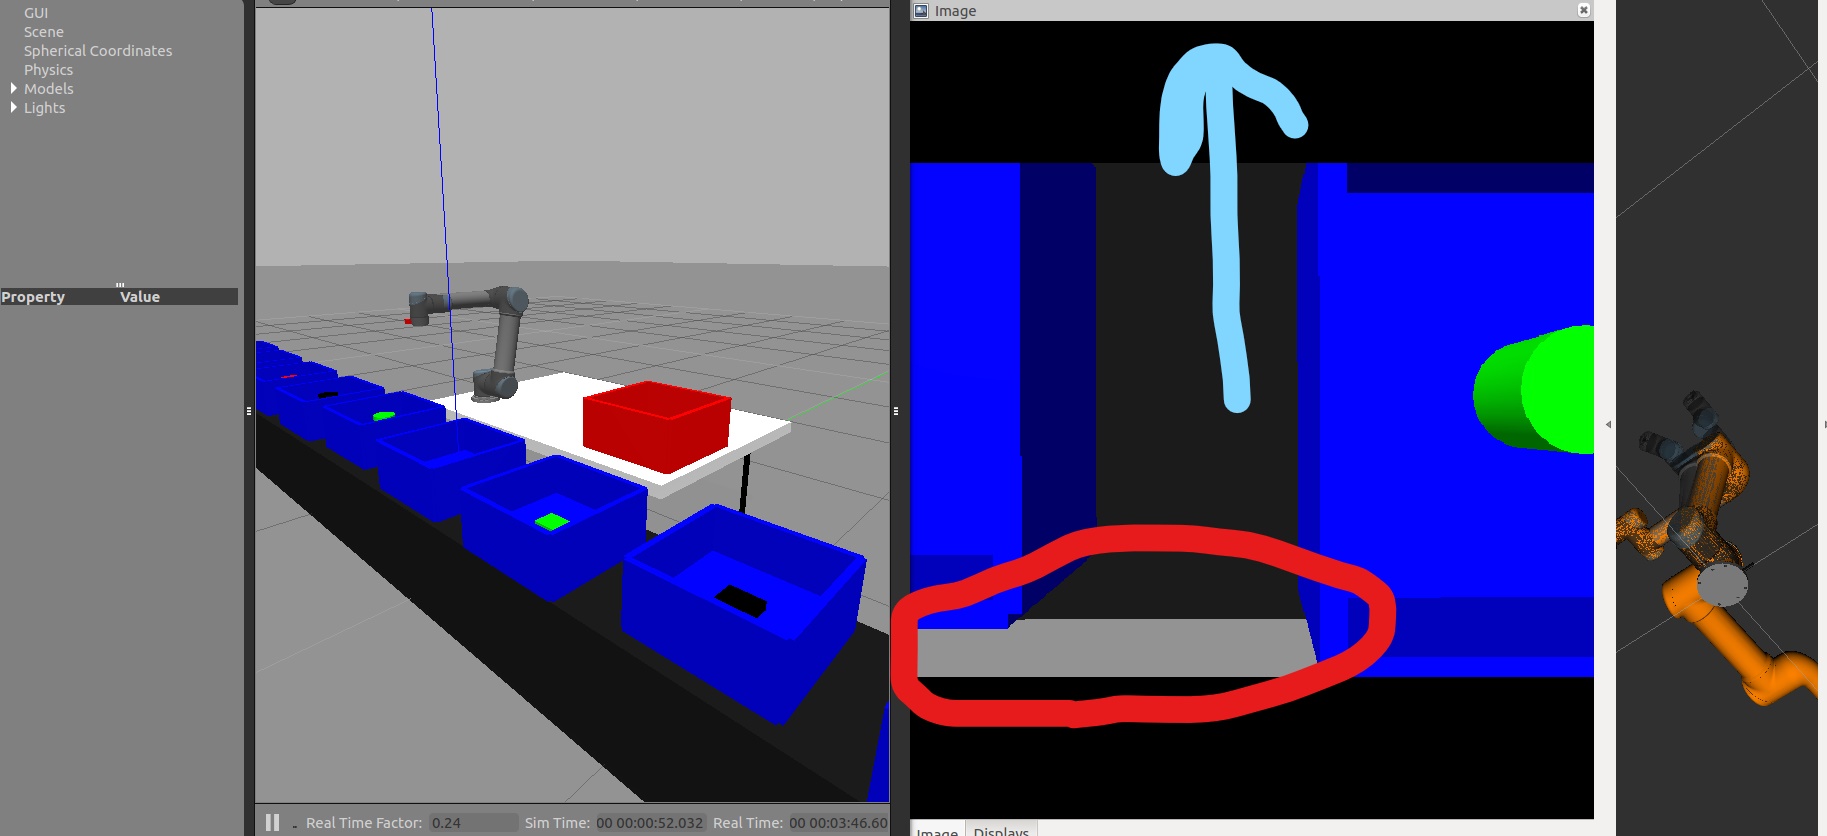 GUI
Scene
Spherical Coordinates
Physics
Models
Lights
Property Value
Image
Real Time Factor: 0.24 Sim Time: 00 00:00:52.032 Real Time: 00 00:03:46.60
Image Displays